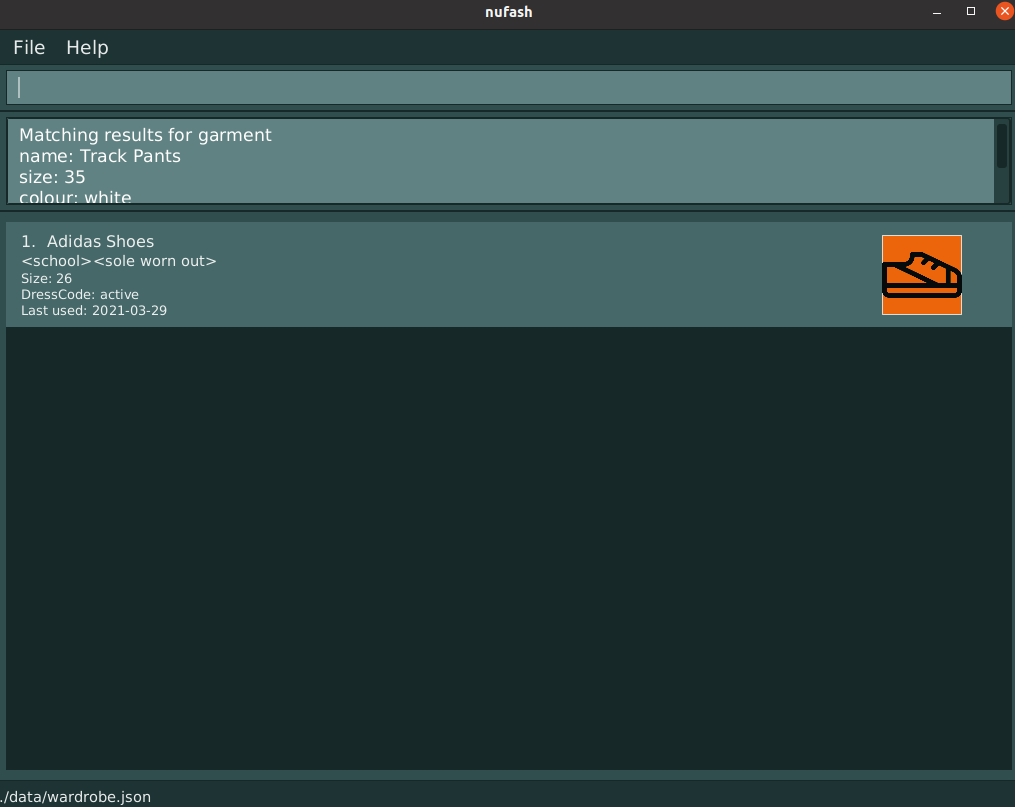 nufash
File Help
Matching results for garment
name: Track Pants
size: 35
colour: white
1. Adidas Shoes
<school><sole worn out>
Size: 26
DressCode: active
Last used: 2021-03-29
./data/wardrobe.json